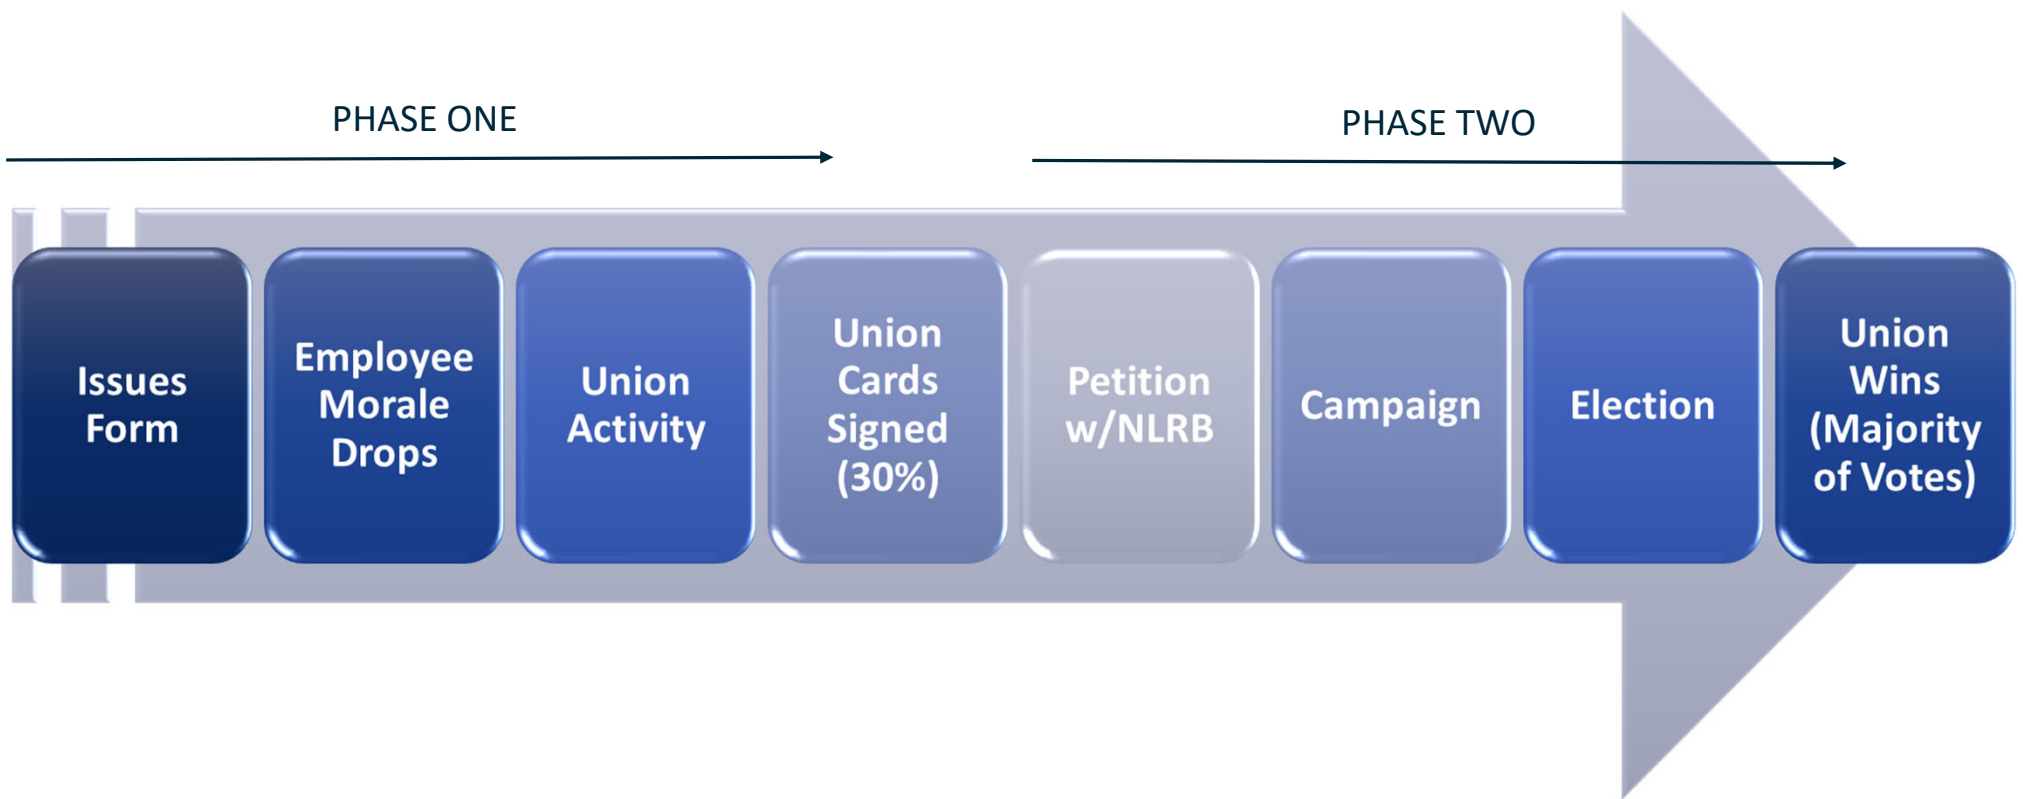 PHASE ONE
PHASE TWO
Issues
Form
Employee
Morale
Drops
Union
Activity
Union
Cards
Signed
(30%)
Petition
w/NLRB
Campaign
Election
Union
Wins
(Majority
of Votes)